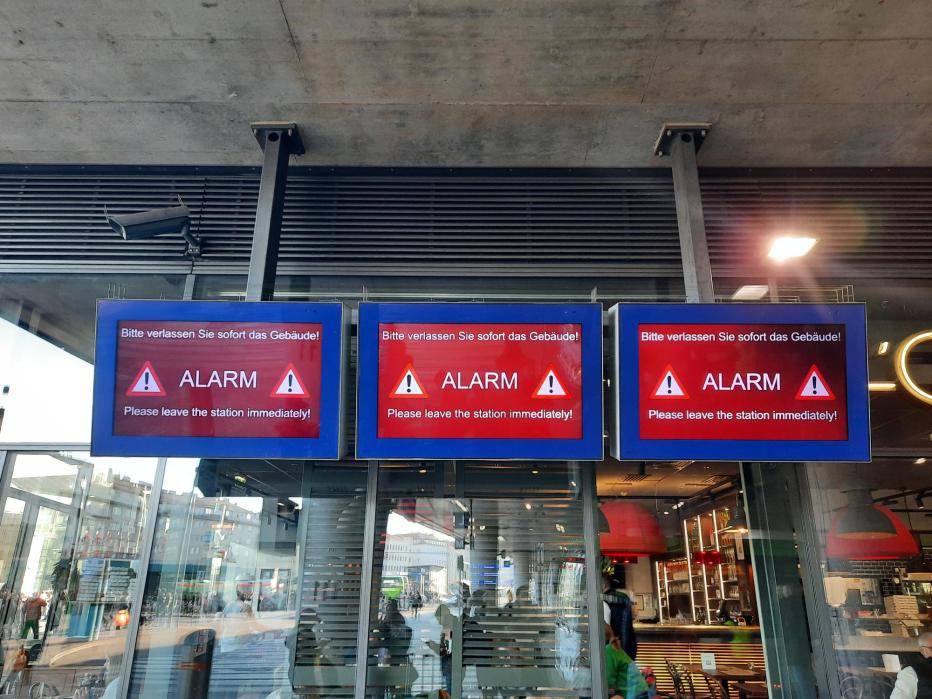 Bitte verlassen Sie sofort das Gebäude!
ALARM
Please leave the station immediately!
Bitte verlassen Sie sofort das Gebäude!
ALARM
Please leave the station immediately!
Bitte verlassen Sie sofort das Gebäude!
ALARM
Please leave the station immediately!